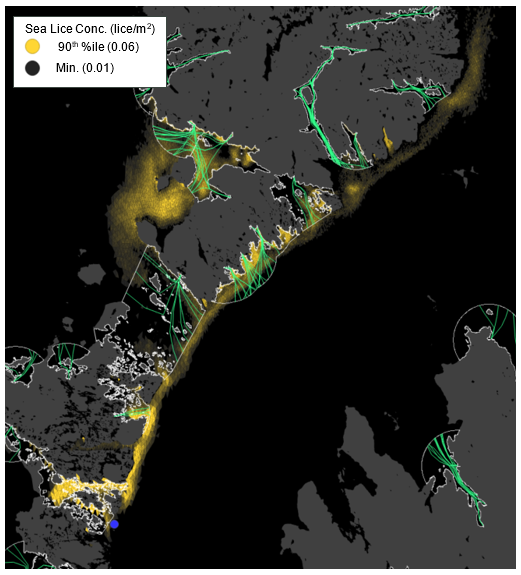 Sea Lice Conc. (lice/m²)
90th %ile (0.06)
Min. (0.01)